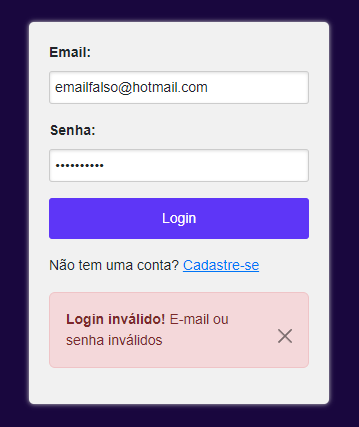 Email:
emailfalso@hotmail.com
Senha:
••••••••••
Login
Não tem uma conta? Cadastre-se
Login inválido! E-mail ou
senha inválidos